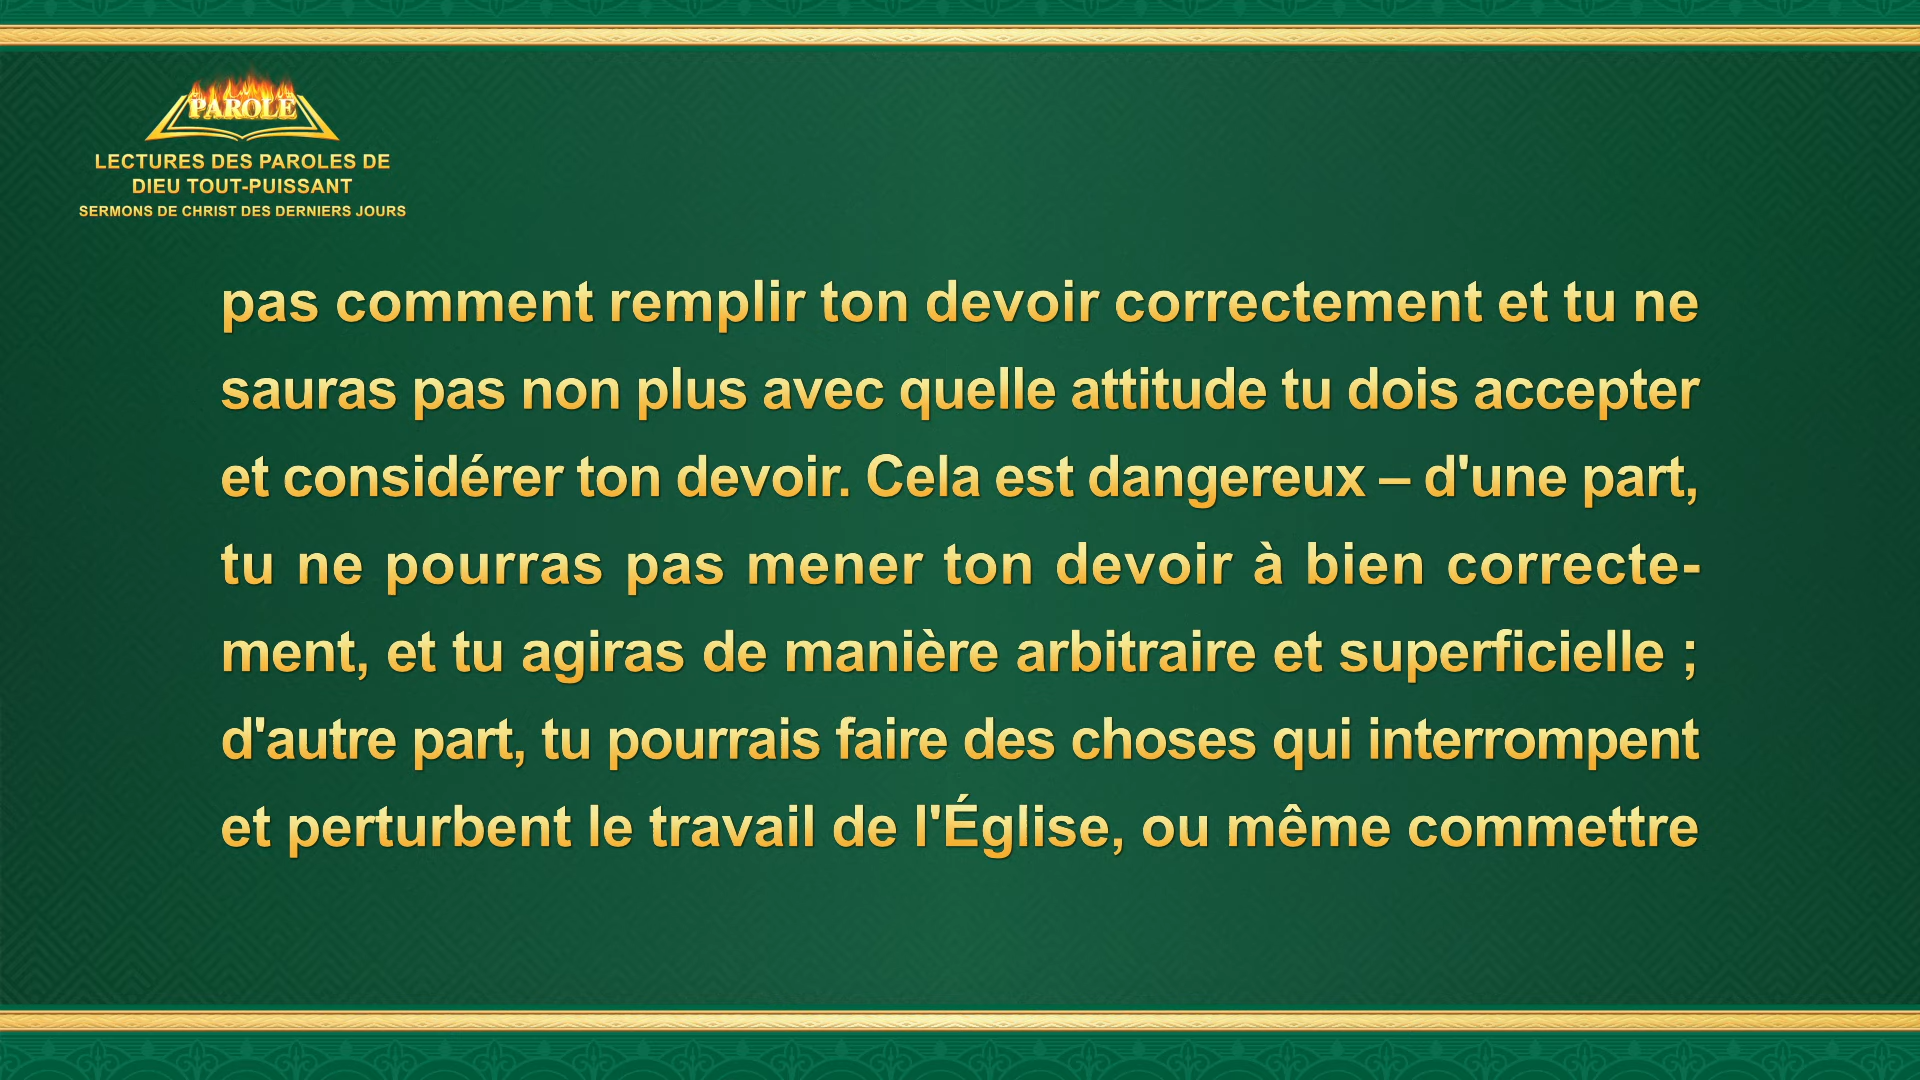 PAROLE
LECTURES DES PAROLES DE
DIEU TOUT-PUISSANT
SERMONS DE CHRIST DES DERNIERS JOURS
pas comment remplir ton devoir correctement et tu ne
sauras pas non plus avec quelle attitude tu dois accepter
et considérer ton devoir. Cela est dangereux – d'une part,
tu ne pourras pas mener ton devoir à bien correcte-
ment, et tu agiras de manière arbitraire et superficielle ;
d'autre part, tu pourrais faire des choses qui interrompent
et perturbent le travail de l'Église, ou même commettre